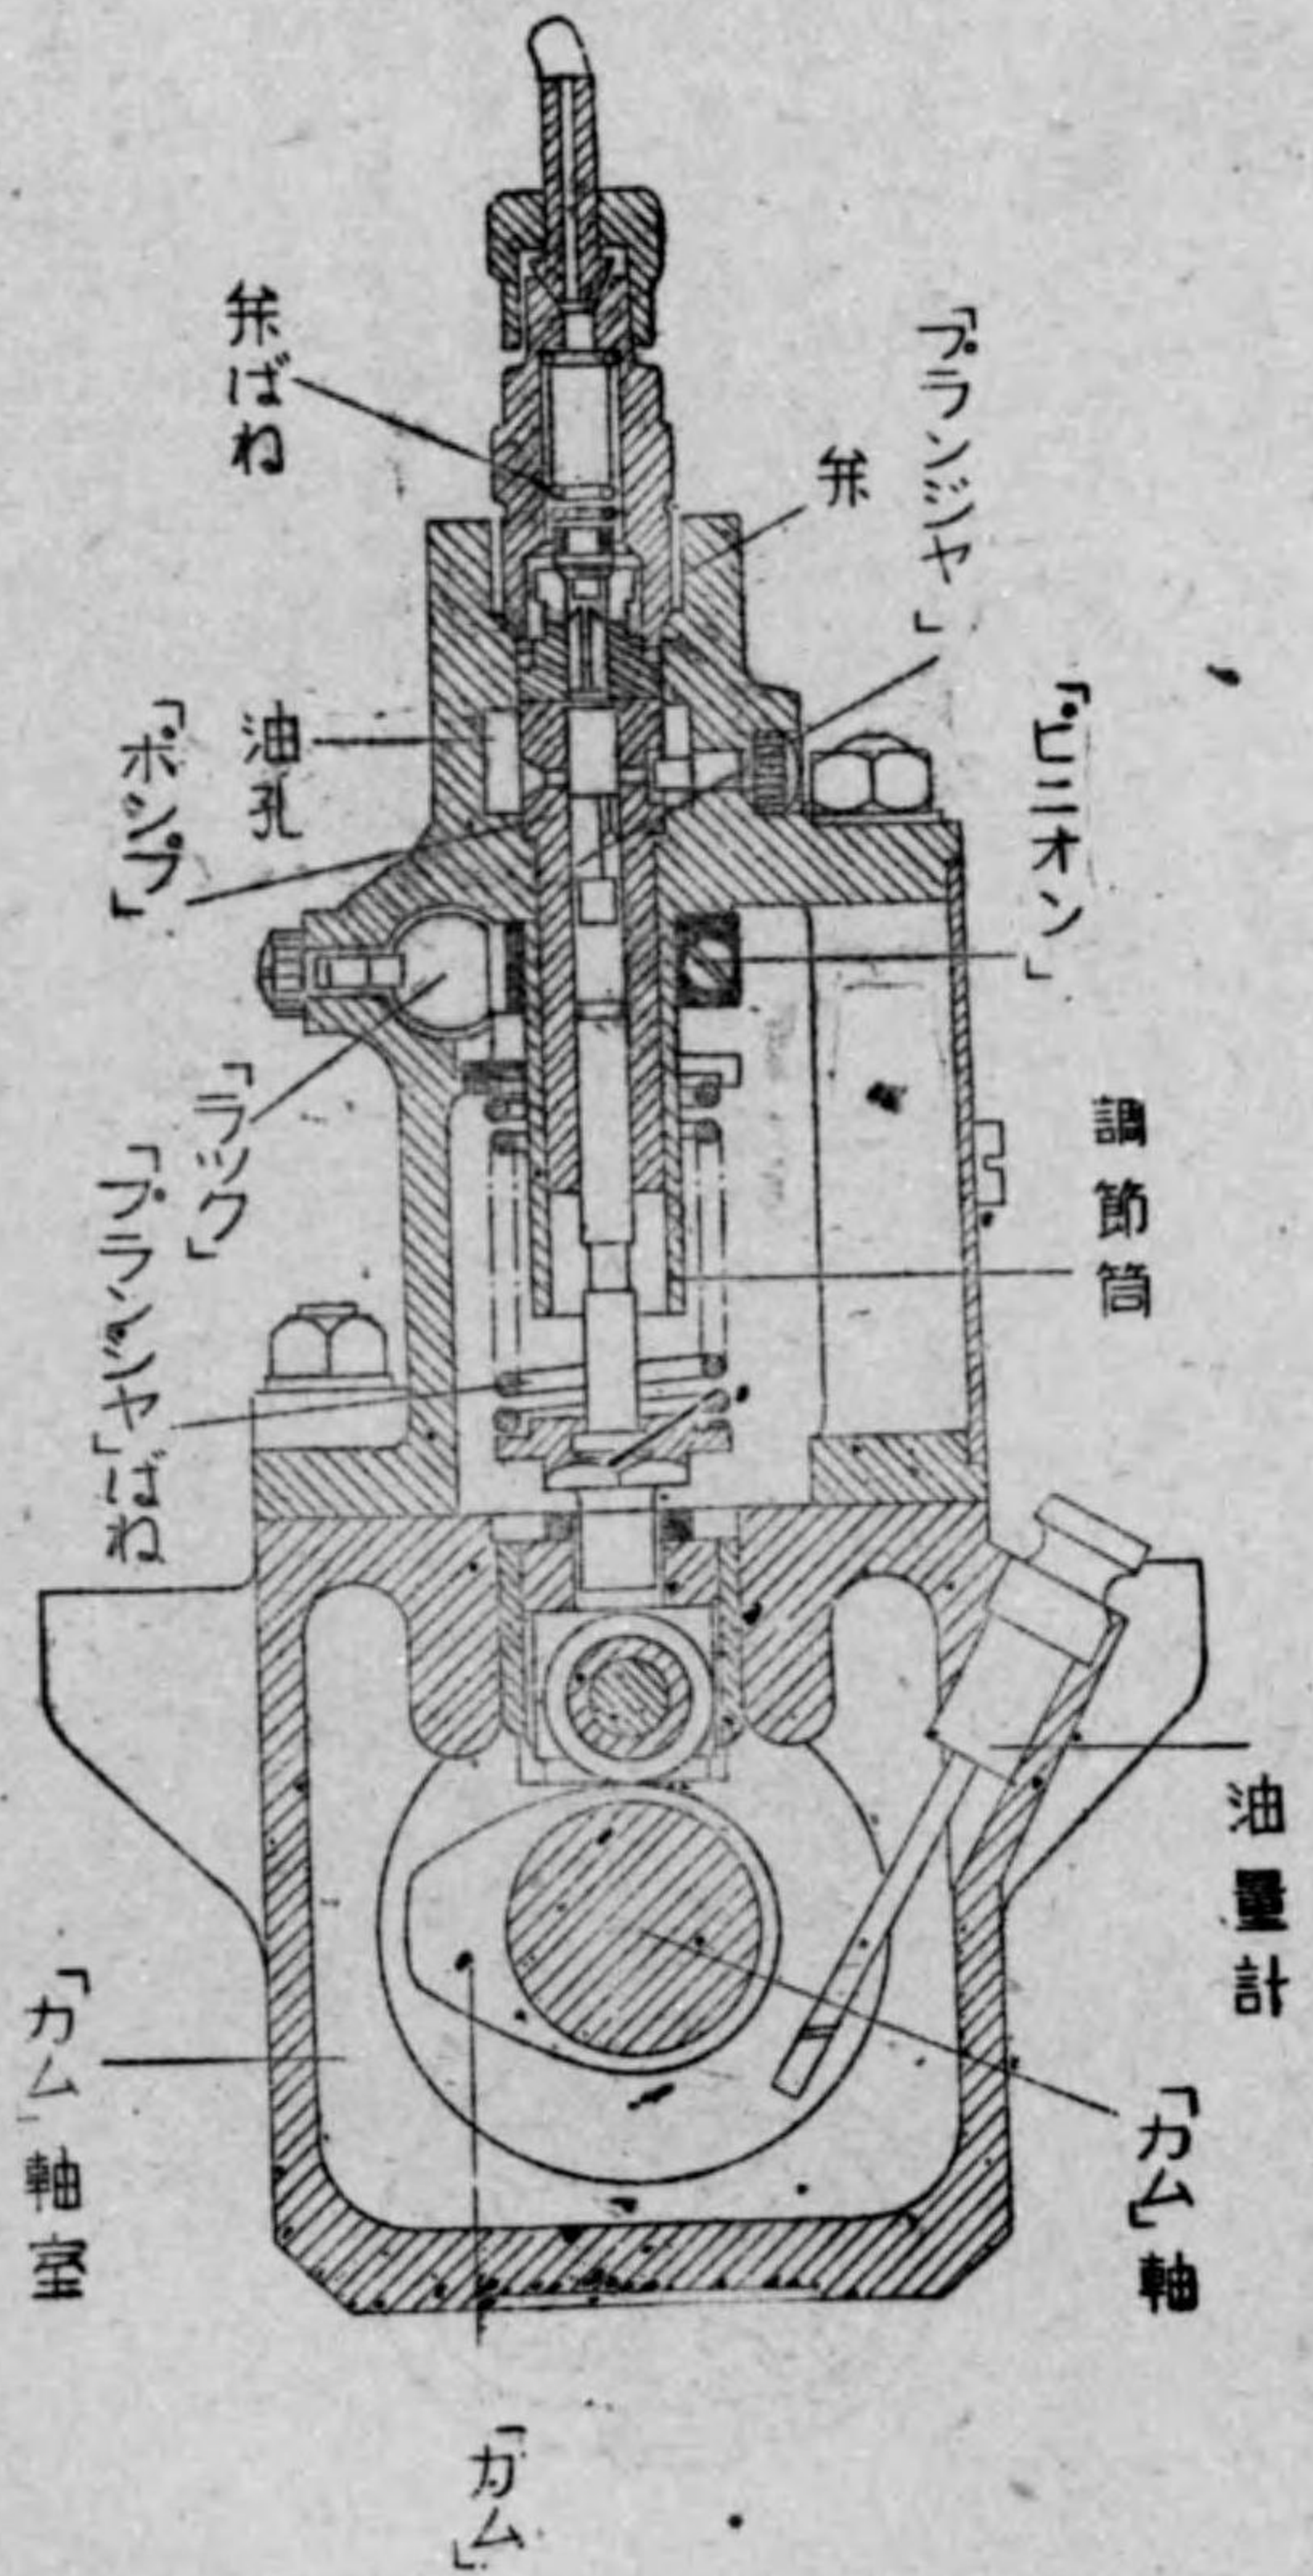 弁ばね
弁
「プランジヤ」
「ピニオン」
油孔
「ポンプ」
「ラツク」
調節筒
「プランジヤ」ばね
油量計
「カム」軸
「カム」軸室
「カム」